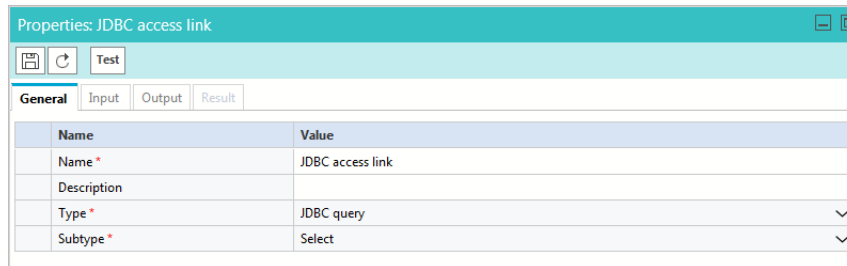 Properties: JDBC access link
Test
General Input Output Result
Name Value
Name * JDBC access link
Description
Type * JDBC query
Subtype * Select